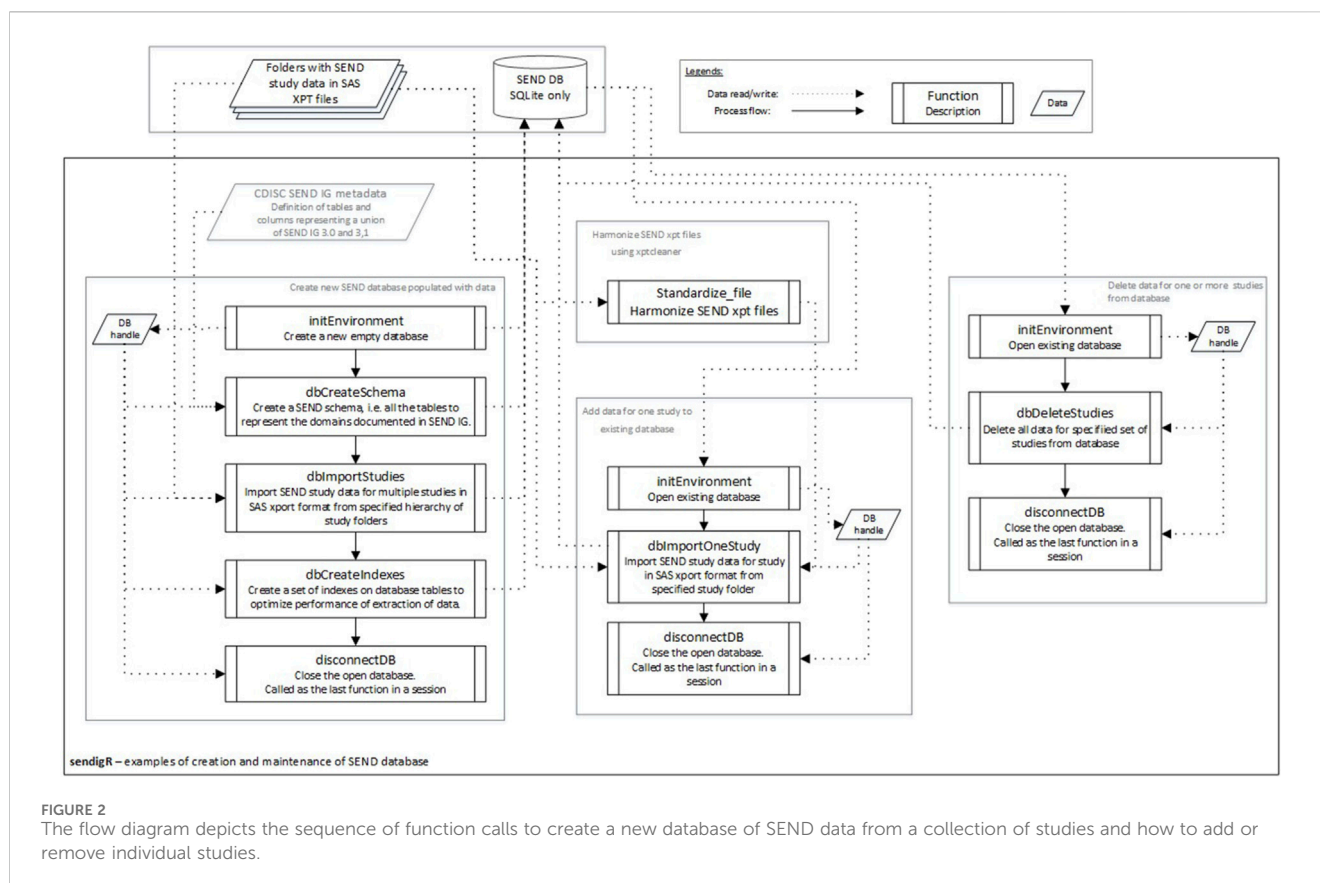 Folders with SEND
study data in SAS
XPT files
SEND DB
SQLite only
Legends:
Data read/write:
Process flow:
Function
Description
Data
CDISC SEND IG metadata
Definition of tables and
columns representing a union
of SEND IG 3.0 and 3,1
Create new SEND database populated with data
DB
handle
initEnvironment
Create a new empty database
dbCreateSchema
Create a SEND schema, i.e. all the tables to
represent the domains documented in SEND IG.
dbImportStudies
Import SEND study data for multiple studies in
SAS xport format from specified hierarchy of
study folders
dbCreateIndexes
Create a set of indexes on database tables to
optimize performance of extraction of data.
disconnectDB
Close the open database.
Called as the last function in a session
Harmonize SEND xpt files
using xptcleaner
Standardize_file
Harmonize SEND xpt files
Add data for one study to
existing database
initEnvironment
Open existing database
DB
handle
dbImportOneStudy
Import SEND study data for study
in SAS xport format from
specified study folder
disconnectDB
Close the open database.
Called as the last function in a
session
Delete data for one or more studies
from database
initEnvironment
Open existing database
DB
handle
dbDeleteStudies
Delete all data for specified set of
studies from database
disconnectDB
Close the open database.
Called as the last function in a
session
sendigR – examples of creation and maintenance of SEND database
FIGURE 2
The flow diagram depicts the sequence of function calls to create a new database of SEND data from a collection of studies and how to add or
remove individual studies.